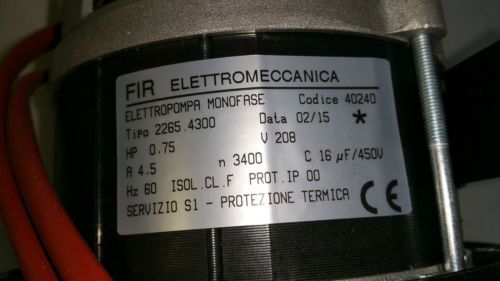 FIR ELETTROMECCANICA
ELETTROPOMPA MONOFASE Codice 40240
Tipo 2265.4300 Data 02/15 *
HP 0.75 V 208
A 4.5 n 3400 C 16 µF/450V
Hz 60 ISOL.CL.F PROT.IP 00
SERVIZIO S1 - PROTEZIONE TERMICA CE